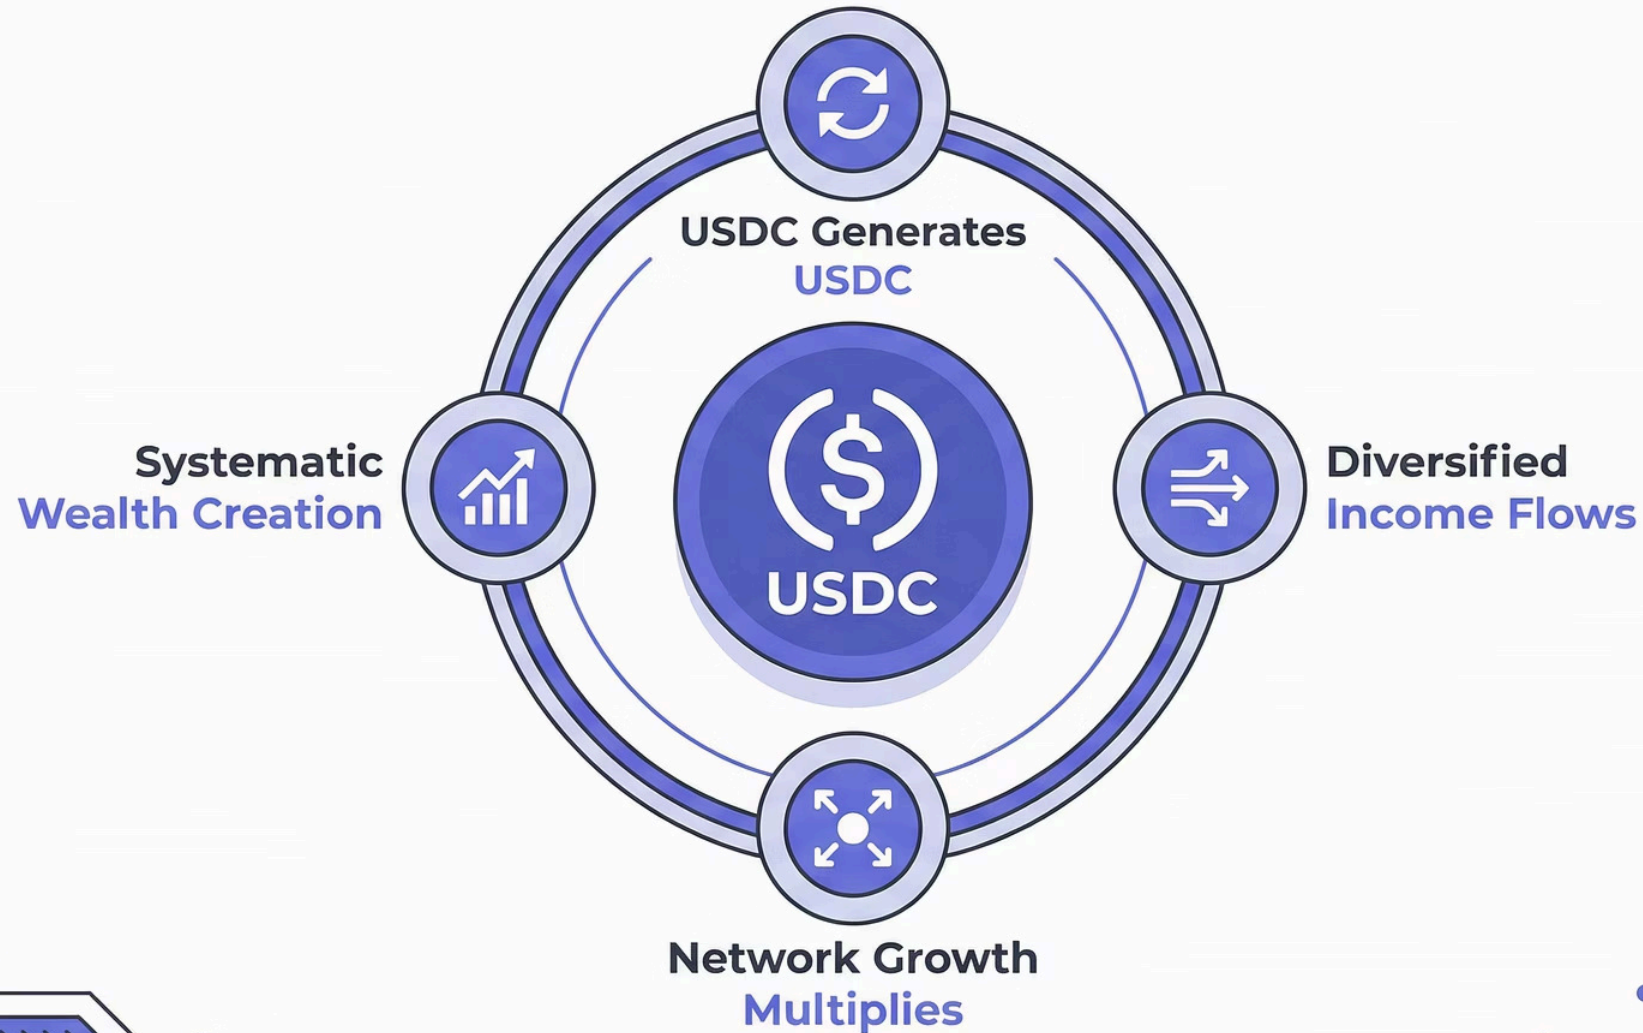 USDC Generates
USDC
Systematic
Wealth Creation
$
USDC
Diversified
Income Flows
Network Growth
Multiplies